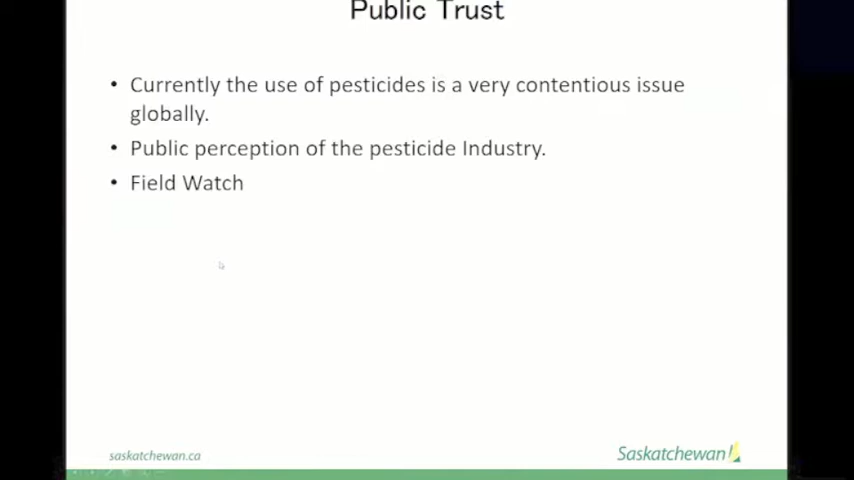 Public Trust
• Currently the use of pesticides is a very contentious issue
globally.
• Public perception of the pesticide Industry.
• Field Watch
saskatchewan.ca
Saskatchewan!